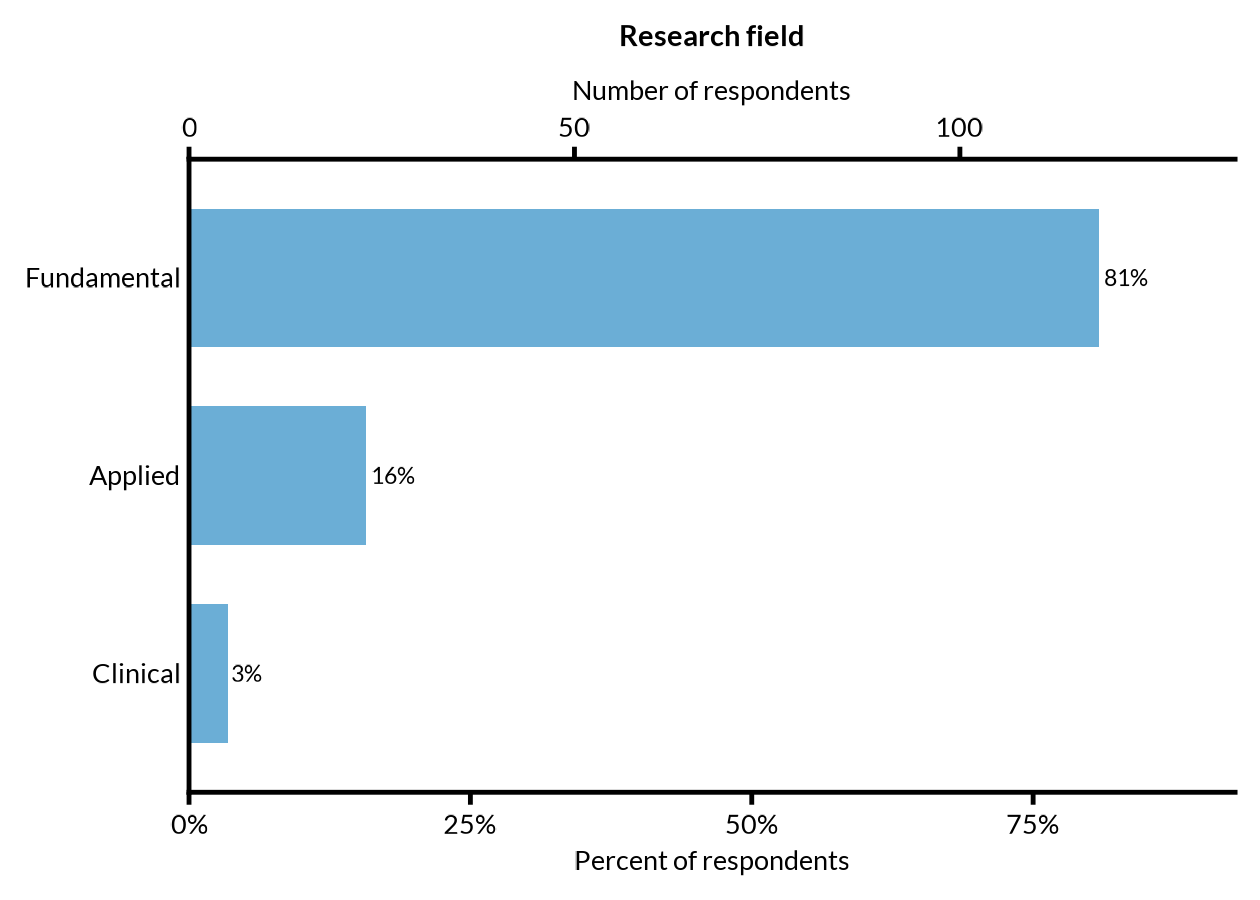 Research field
Number of respondents
0 50 100
Fundamental 81%
Applied 16%
Clinical 3%
0% 25% 50% 75%
Percent of respondents